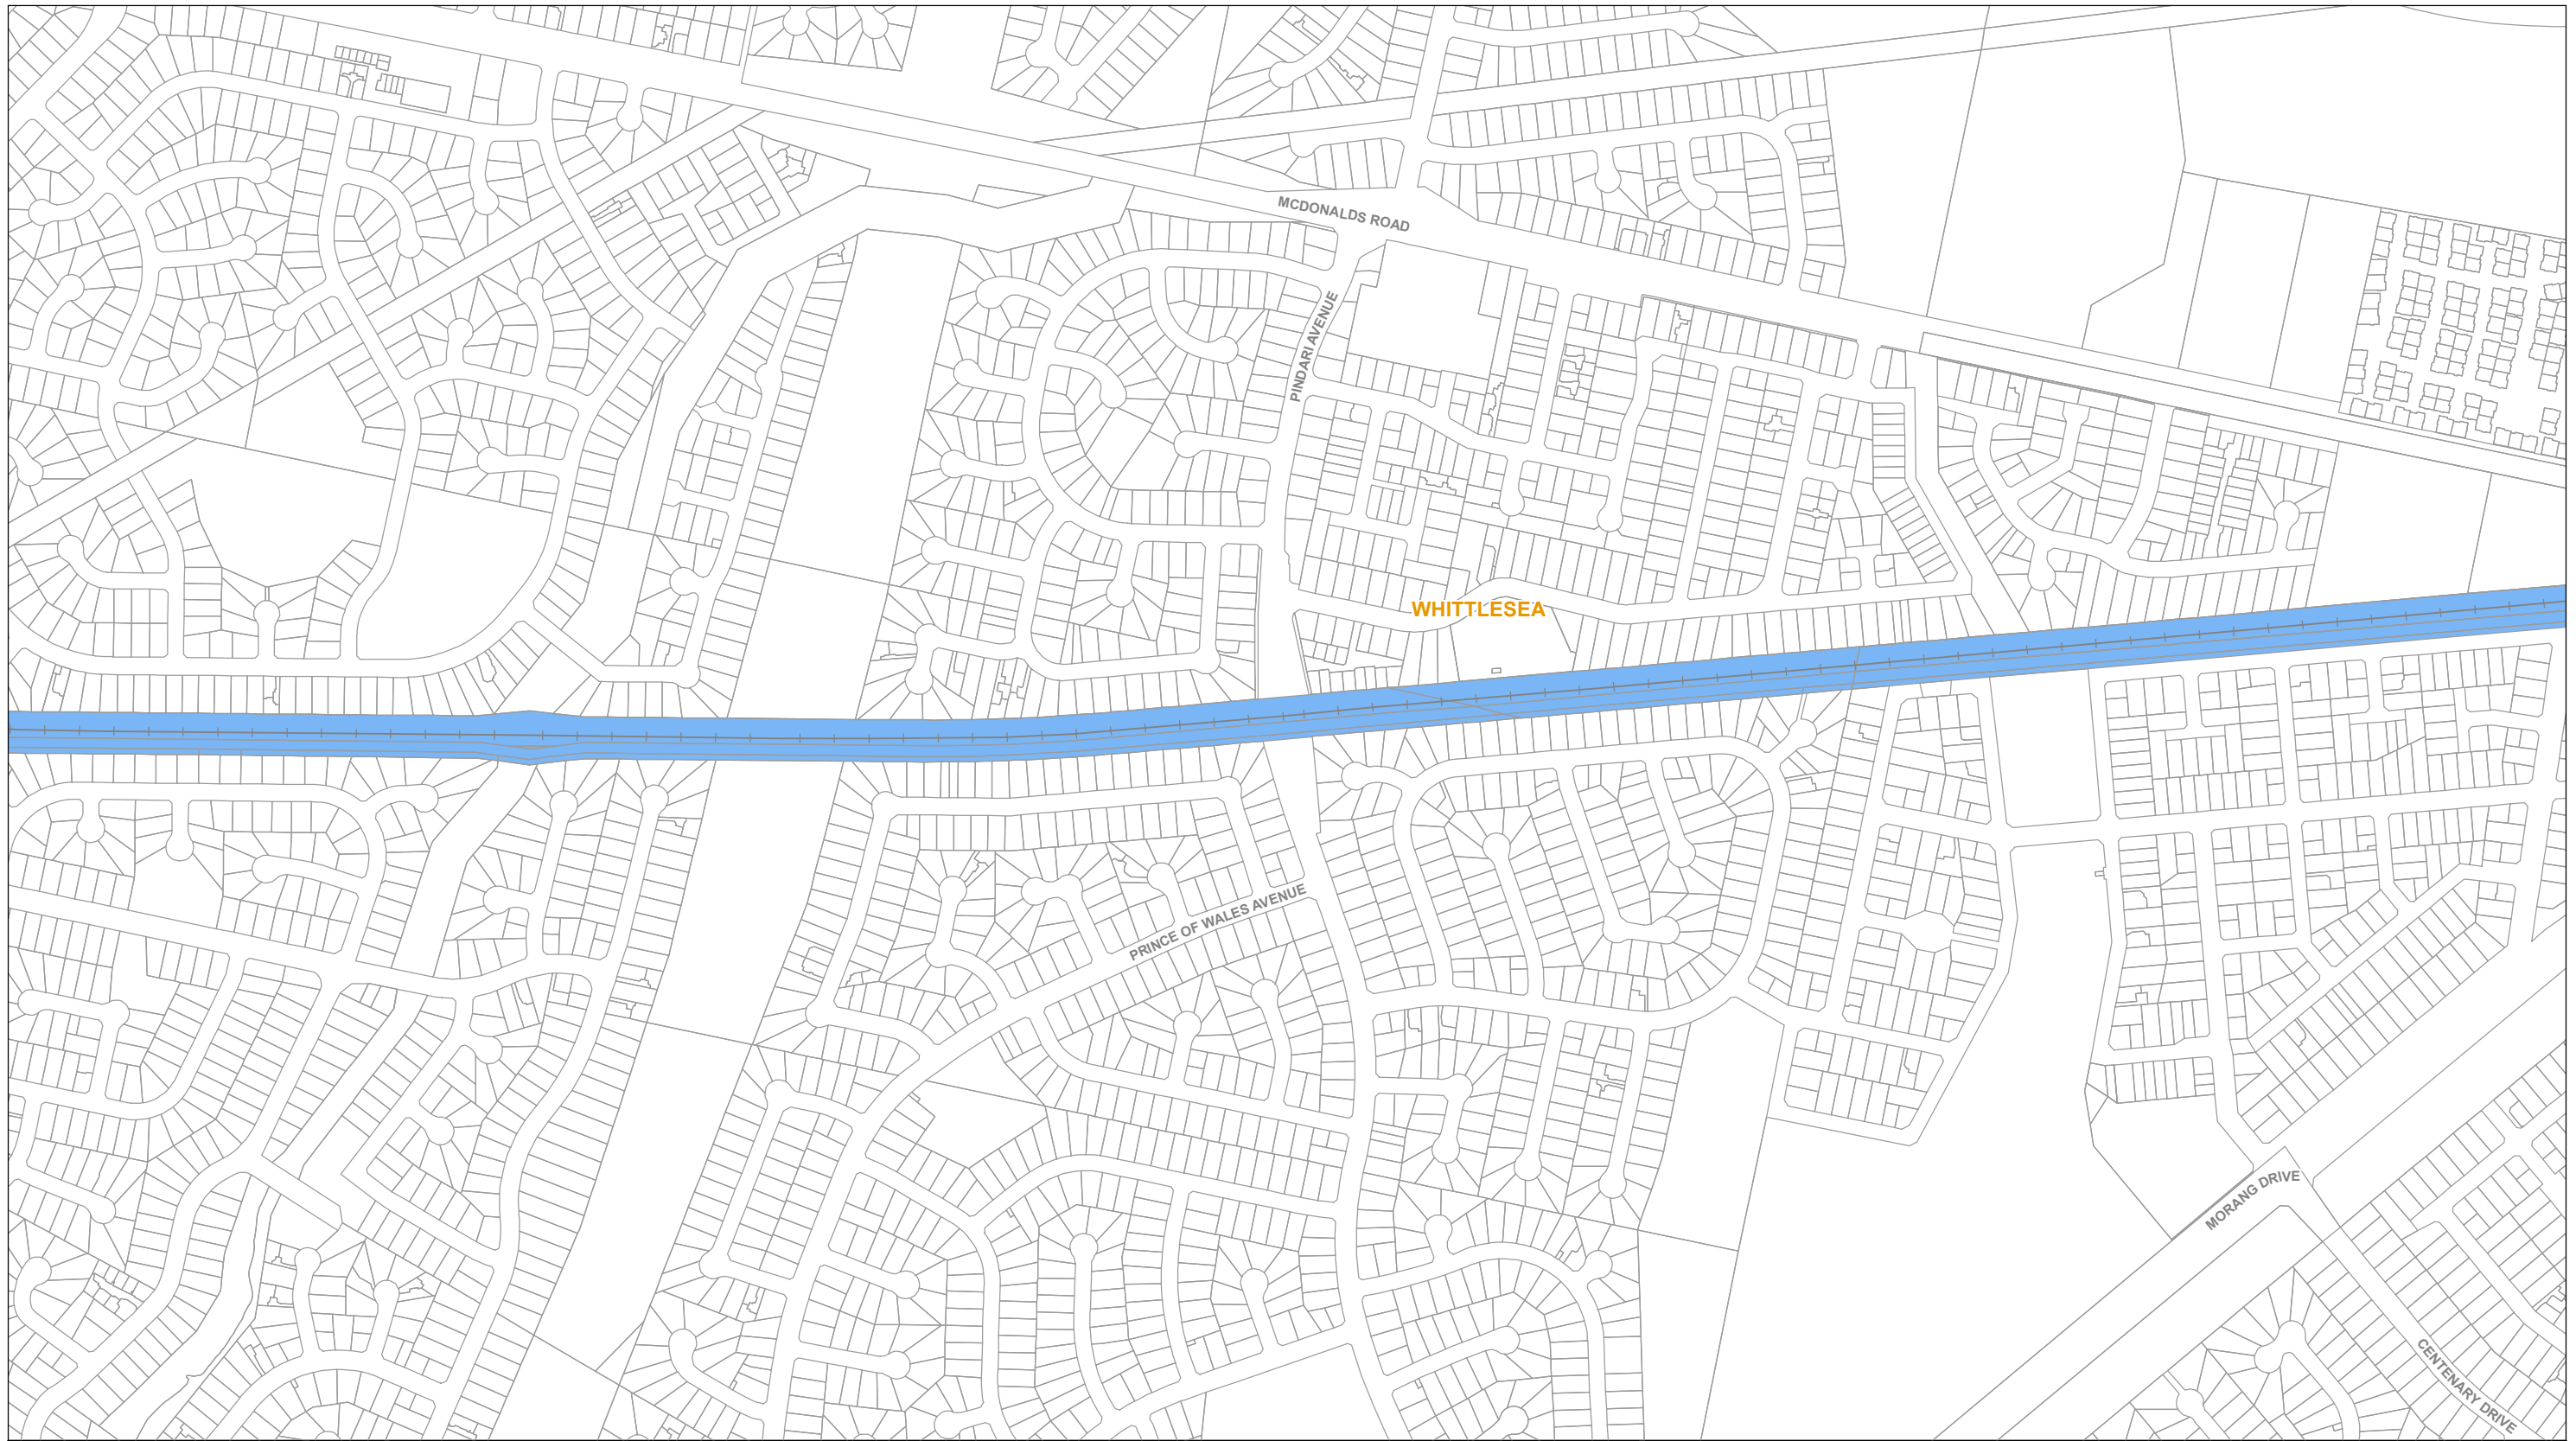 MCDONALDS ROAD
PINDARI AVENUE
WHITTLESEA
PRINCE OF WALES AVENUE
MORANG DRIVE
CENTENARY DRIVE